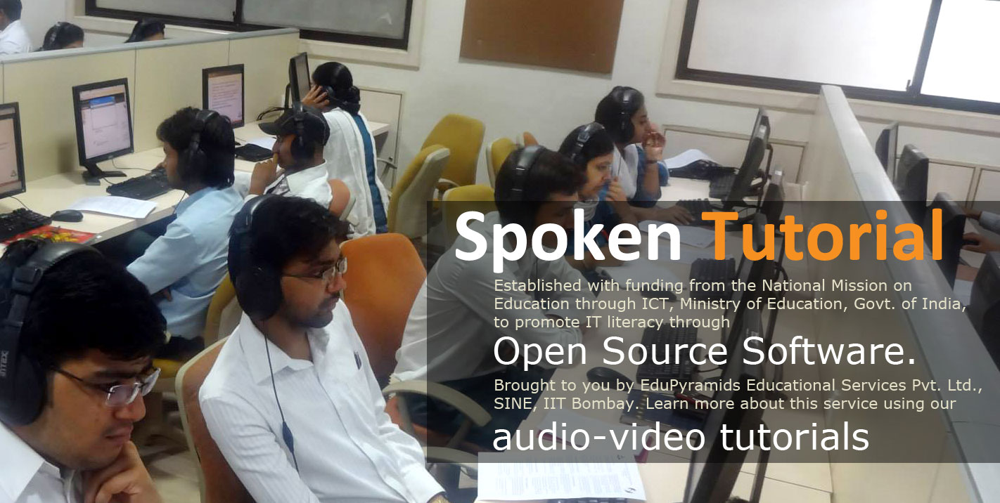 Spoken Tutorial
Established with funding from the National Mission on
Education through ICT, Ministry of Education, Govt. of India,
to promote IT literacy through
Open Source Software.
Brought to you by EduPyramids Educational Services Pvt. Ltd.,
SINE, IIT Bombay. Learn more about this service using our
audio-video tutorials
INTEX